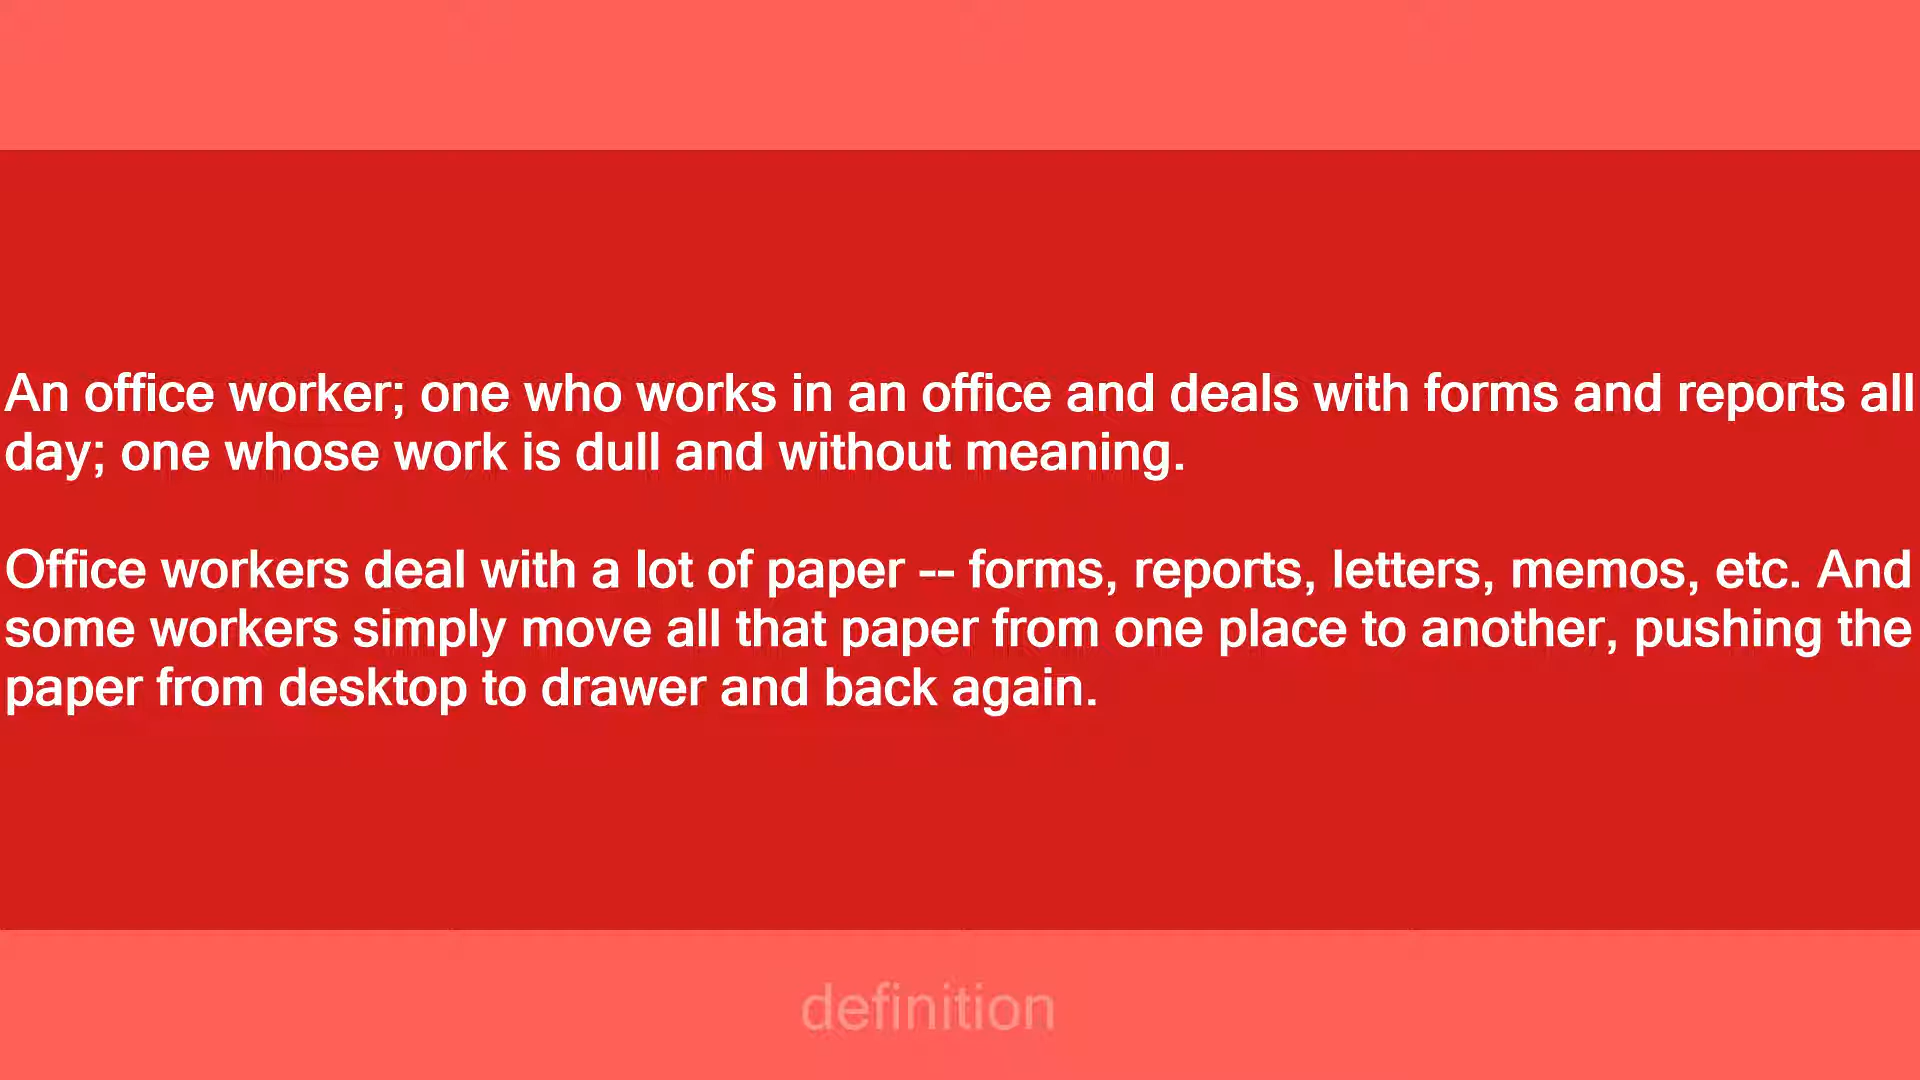 An office worker; one who works in an office and deals with forms and reports all
day; one whose work is dull and without meaning.
Office workers deal with a lot of paper -- forms, reports, letters, memos, etc. And
some workers simply move all that paper from one place to another, pushing the
paper from desktop to drawer and back again.
definition